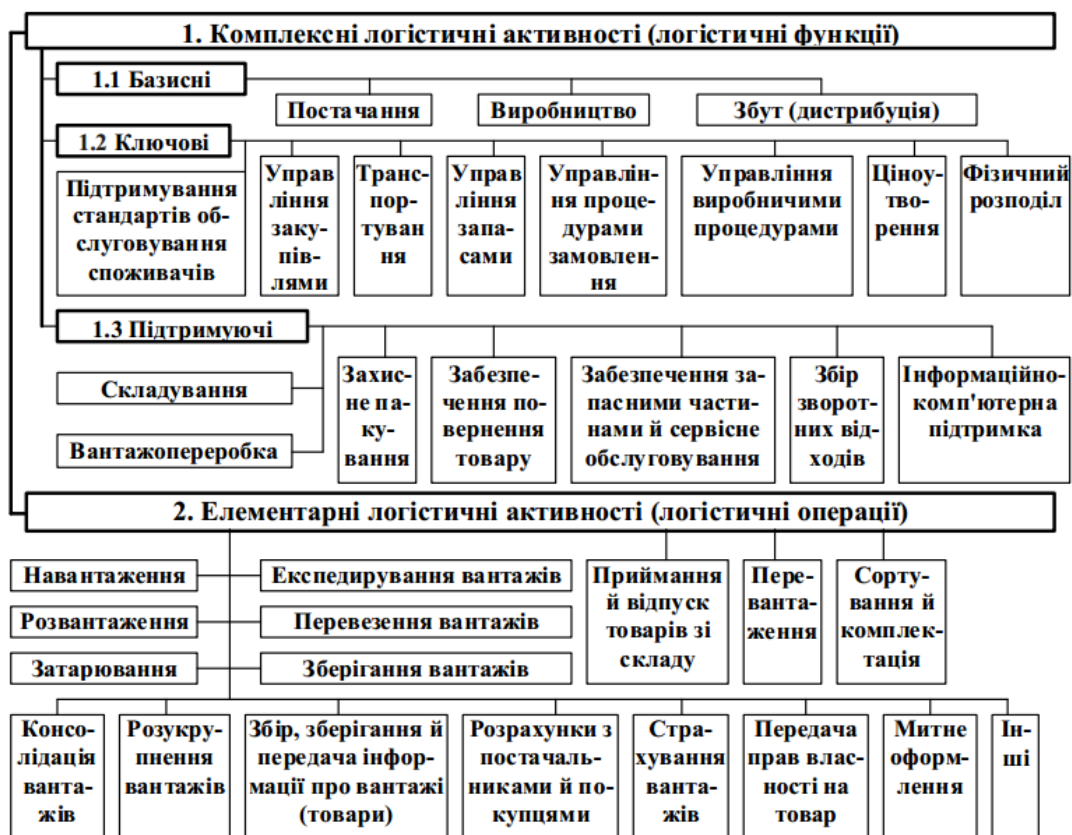 1. Комплексні логістичні активності (логістичні функції)
1.1 Базисні
Постачання
Виробництво
Збут (дистрибуція)
1.2 Ключові
Підтримування
стандартів об-
слуговування
споживачів
Управ
ління
заку-
пів-
лями
Транс-
пор-
туван
ня
Управ
ління
запа-
сами
Управлін-
ня проце-
дурами
замовлен-
ня
Управління
виробничими
процедурами
Ціноу-
тво-
рення
Фізичний
розподіл
1.3 Підтримуючі
Складування
Вантажопереробка
Захис-
не па-
ку-
вання
Забезпе-
чення по-
вернення
товару
Забезпечення за-
пасними части-
нами й сервісне
обслуговування
Збір
зворот-
них від-
ходів
Інформаційно-
комп'ютерна
підтримка
2. Елементарні логістичні активності (логістичні операції)
Навантаження
Розвантаження
Затарювання
Експедирування вантажів
Перевезення вантажів
Зберігання вантажів
Приймання
й відпуск
товарів зі
складу
Пере-
ванта-
ження
Сорту-
вання й
комплек-
тація
Консо-
лідація
ванта-
жів
Розукру-
пнення
вантажів
Збір, зберігання й
передача інфор-
мації про вантажі
(товари)
Розрахунки з
постачаль-
никами й по-
купцями
Стра-
хування
ванта-
жів
Передача
прав влас-
ності на
товар
Митне
оформ-
лення
Ін-
ші